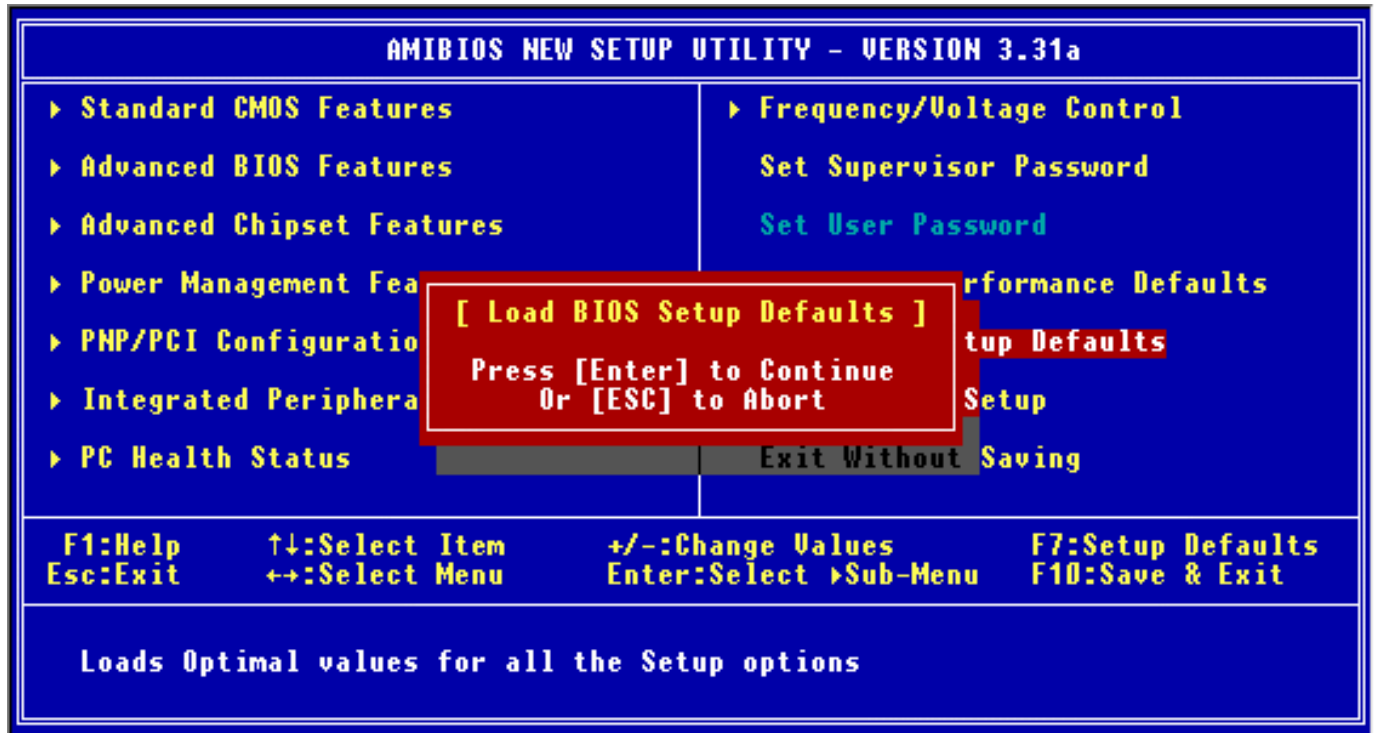 AMIBIOS NEW SETUP UTILITY - VERSION 3.31a
▸ Standard CMOS Features
▸ Advanced BIOS Features
▸ Advanced Chipset Features
▸ Power Management Fea
▸ PNP/PCI Configuratio
▸ Integrated Periphera
▸ PC Health Status
▸ Frequency/Voltage Control
Set Supervisor Password
Set User Password
rformance Defaults
tup Defaults
Setup
Exit Without Saving
[ Load BIOS Setup Defaults ]
Press [Enter] to Continue
Or [ESC] to Abort
F1:Help ↑↓:Select Item +/-:Change Values F7:Setup Defaults
Esc:Exit ←→:Select Menu Enter:Select ▸Sub-Menu F10:Save & Exit
Loads Optimal values for all the Setup options